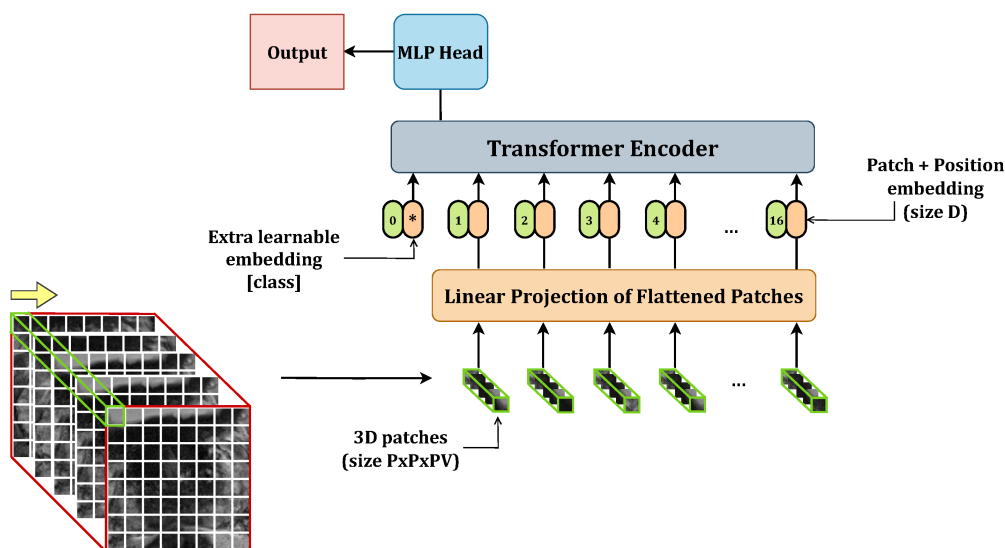 Output
MLP Head
Transformer Encoder
Patch + Position
embedding
(size D)
0 * 1 2 3 4 ... 16
Extra learnable
embedding
[class]
Linear Projection of Flattened Patches
...
3D patches
(size PxPxPV)